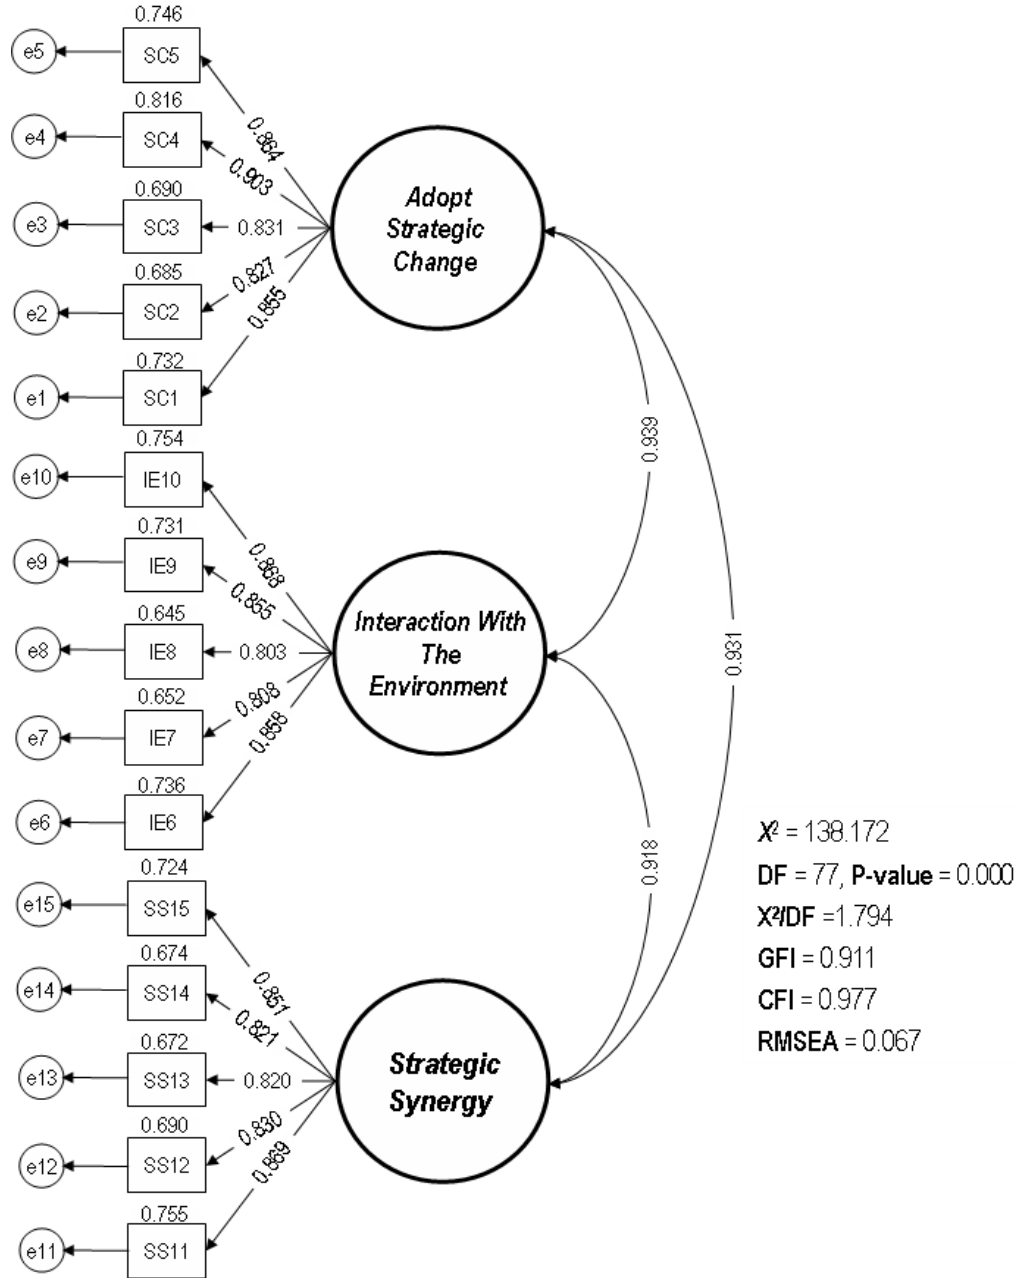 0.746
e5
SC5
0.864
0.816
e4
SC4
0.903
0.690
e3
SC3
0.831
0.685
e2
SC2
0.827
0.732
e1
SC1
0.855
Adopt
Strategic
Change
0.754
e10
IE10
0.868
0.731
e9
IE9
0.855
0.645
e8
IE8
0.803
0.652
e7
IE7
0.808
0.736
e6
IE6
0.858
Interaction With
The
Environment
0.724
e15
SS15
0.851
0.674
e14
SS14
0.821
0.672
e13
SS13
0.820
0.690
e12
SS12
0.830
0.755
e11
SS11
0.869
Strategic
Synergy
0.939
0.931
0.918
X² = 138.172
DF = 77, P-value = 0.000
X²/DF =1.794
GFI = 0.911
CFI = 0.977
RMSEA = 0.067